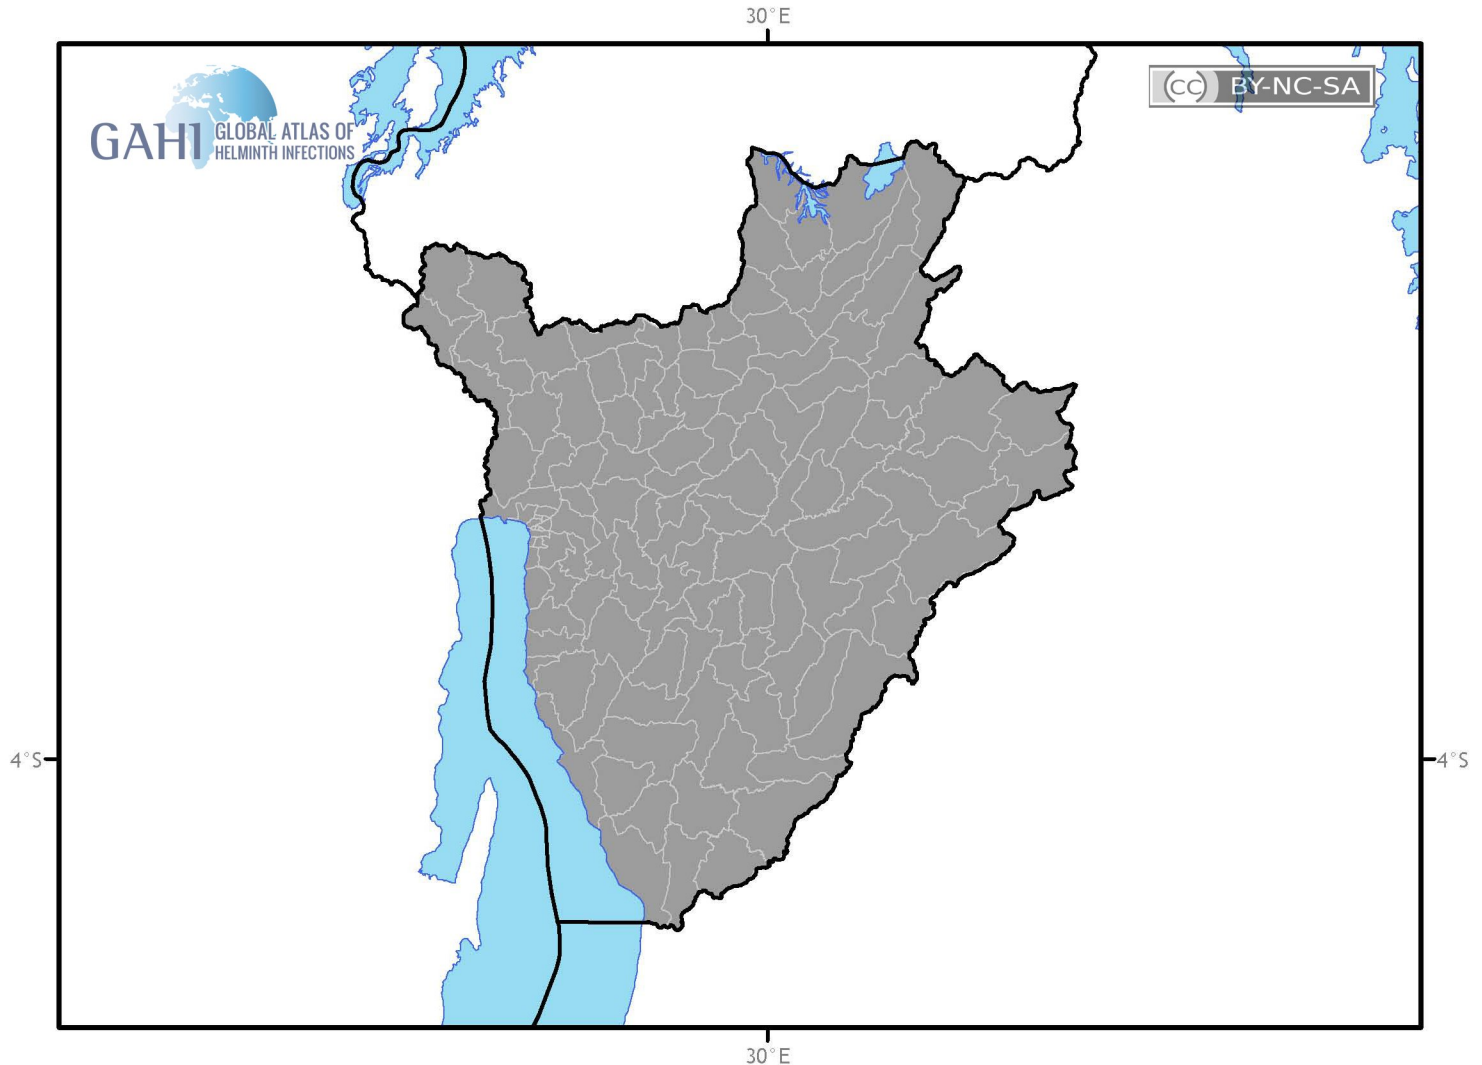 30°E
GAHI GLOBAL ATLAS OF
HELMINTH INFECTIONS
(cc) BY-NC-SA
4°S
4°S
30°E